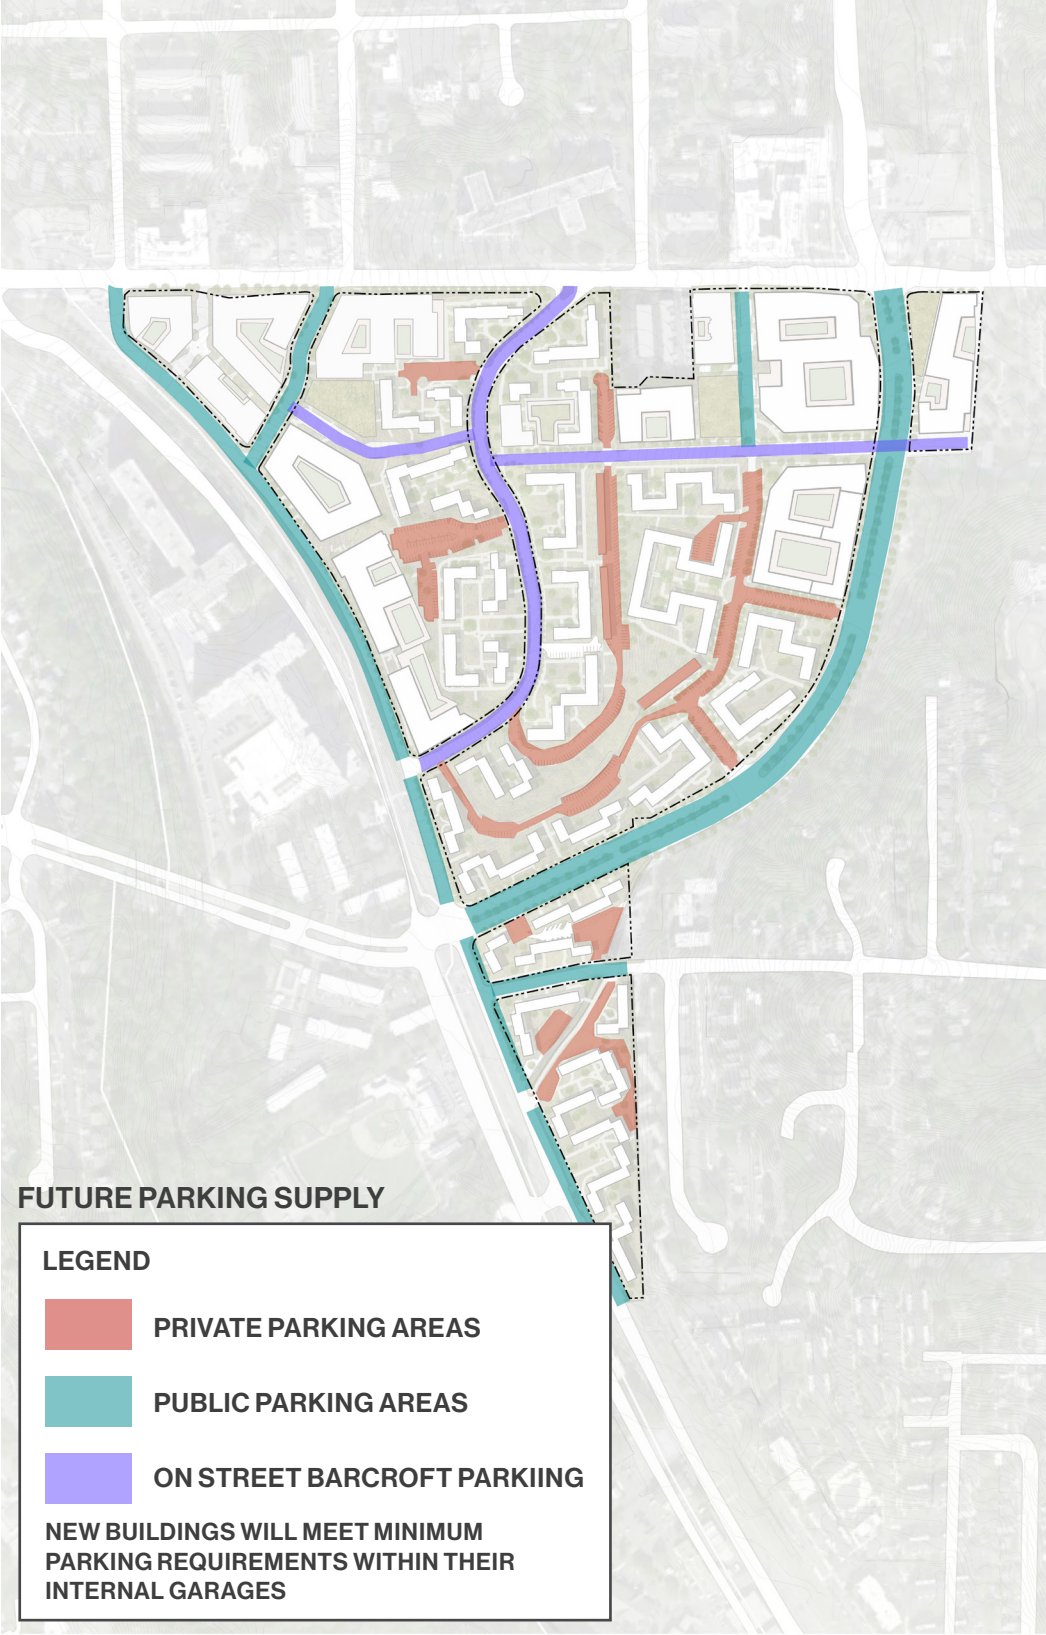 FUTURE PARKING SUPPLY
LEGEND
PRIVATE PARKING AREAS
PUBLIC PARKING AREAS
ON STREET BARCROFT PARKIING
NEW BUILDINGS WILL MEET MINIMUM
PARKING REQUIREMENTS WITHIN THEIR
INTERNAL GARAGES